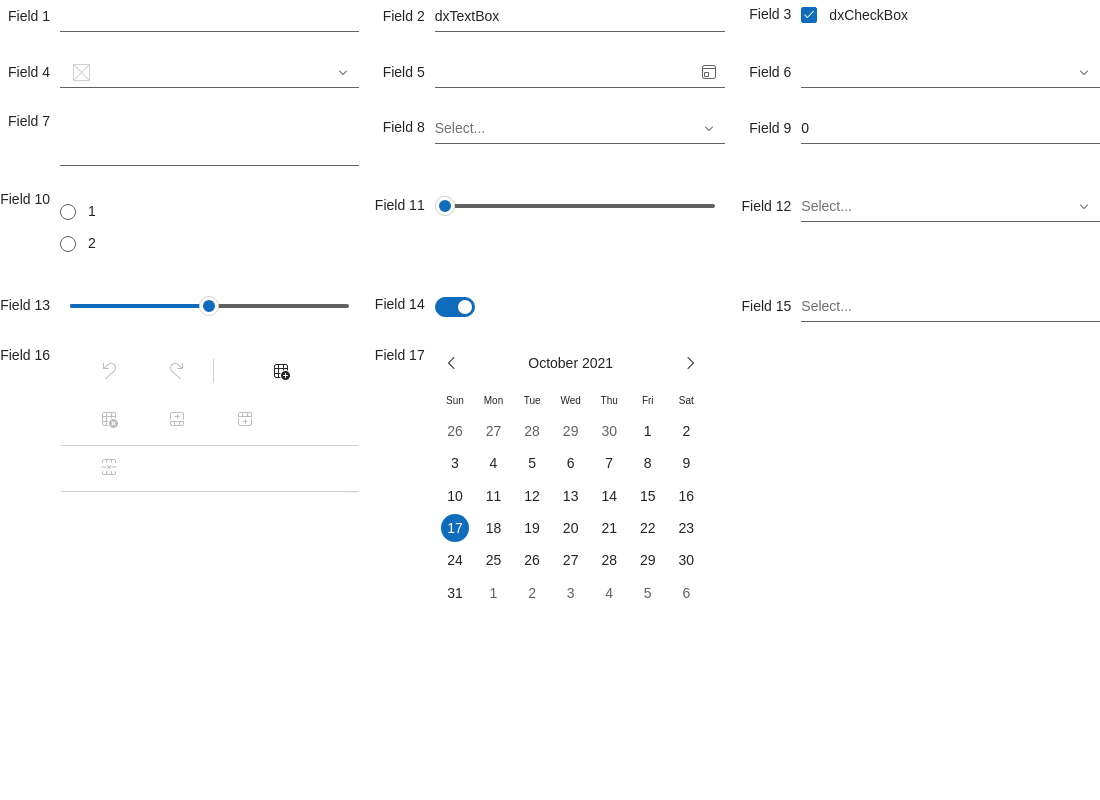 Field 1
Field 2 dxTextBox
Field 3 dxCheckBox
Field 4
Field 5
Field 6
Field 7
Field 8 Select...
Field 9 0
Field 10
1
2
Field 11
Field 12 Select...
Field 13
Field 14
Field 15 Select...
Field 16
Field 17
October 2021
Sun Mon Tue Wed Thu Fri Sat
26 27 28 29 30 1 2
3 4 5 6 7 8 9
10 11 12 13 14 15 16
17 18 19 20 21 22 23
24 25 26 27 28 29 30
31 1 2 3 4 5 6